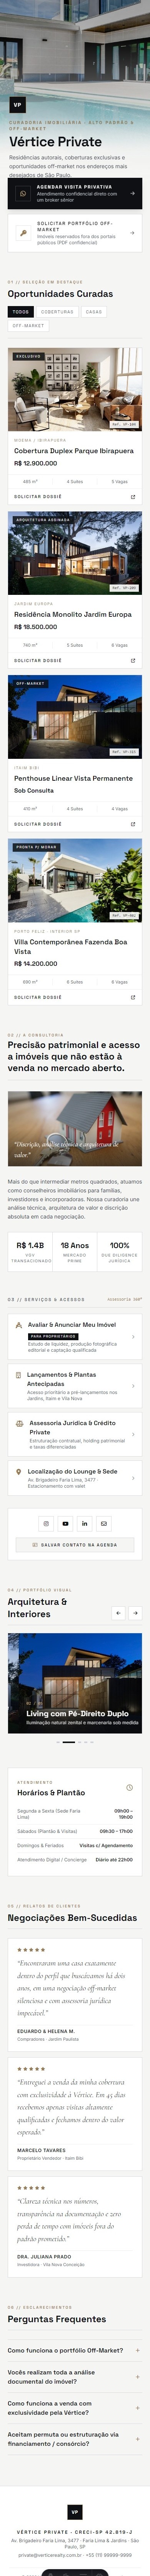 VP
CURADORIA IMOBILIÁRIA · ALTO PADRÃO & OFF-MARKET
Vértice Private
Residências autorais, coberturas exclusivas e oportunidades off-market nos endereços mais desejados de São Paulo.
AGENDAR VISITA PRIVATIVA
Atendimento confidencial direto com um broker sênior
SOLICITAR PORTFÓLIO OFF-MARKET
Imóveis reservados fora dos portais públicos (PDF confidencial)
01 // SELEÇÃO EM DESTAQUE
Oportunidades Curadas
TODOS
COBERTURAS
CASAS
OFF-MARKET
EXCLUSIVO
MOEMA / IBIRAPUERA
Cobertura Duplex Parque Ibirapuera
R$ 12.900.000
4 Suítes
5 Vagas
SOLICITAR DOSSIÊ
ARQUITETURA ASSINADA
JARDIM EUROPA
Residência Monolito Jardim Europa
R$ 18.500.000
740 m²
5 Suítes
6 Vagas
SOLICITAR DOSSIÊ
OFF-MARKET
ITAIM BIBI
Penthouse Linear Vista Permanente
Sob Consulta
4 Suítes
4 Vagas
SOLICITAR DOSSIÊ
PRONTA P/ MORAR
PORTO FELIZ · INTERIOR SP
Villa Contemporânea Fazenda Boa Vista
R$ 14.200.000
6 Suítes
8 Vagas
SOLICITAR DOSSIÊ
02 // A CONSULTORIA
Precisão patrimonial e acesso a imóveis que não estão à venda no mercado aberto.
"Discrição, análise técnica e arquitetura de valor."
Mais do que intermediar metros quadrados, atuamos como conselheiros imobiliários para famílias, investidores e incorporadoras. Nossa curadoria une análise técnica, arquitetura de valor e discrição absoluta em cada negociação.
R$ 1.4B
VGV TRANSACIONADO
18 Anos
MERCADO PRIME
100%
DUE DILIGENCE JURÍDICA
03 // SERVIÇOS & ACESSOS
Assessoria 360°
Avaliar & Anunciar Meu Imóvel
PARA PROPRIETÁRIOS
Estudo de liquidez, produção fotográfica editorial e captação qualificada
Lançamentos & Plantas Antecipadas
Acesso prioritário a pré-lançamentos nos Jardins, Itaim e Vila Nova
Assessoria Jurídica & Crédito Private
Estruturação contratual, holding patrimonial e taxas diferenciadas
Localização do Lounge & Sede
Av. Brigadeiro Faria Lima, 3477 · Estacionamento com valet
SALVAR CONTATO NA AGENDA
04 // PORTFÓLIO VISUAL
Arquitetura & Interiores
Living com Pé-Direito Duplo
Iluminação natural zenital e marcenaria sob medida
ATENDIMENTO
Horários & Plantão
Segunda a Sexta (Sede Faria Lima)
09h00 – 19h00
Sábados (Plantão & Visitas)
09h30 – 17h00
Domingos & Feriados
Visitas c/ Agendamento
Atendimento Digital / Concierge
Diário até 22h00
05 // RELATOS DE CLIENTES
Negociações Bem-Sucedidas
"Encontraram uma casa exatamente dentro do perfil que buscávamos há dois anos, em uma negociação off-market silenciosa e com assessoria jurídica impecável."
EDUARDO & HELENA M.
Compradores · Jardim Paulista
"Entreguei a venda da minha cobertura com exclusividade à Vértice. Em 45 dias recebemos apenas visitas altamente qualificadas e fechamos dentro do valor esperado."
MARCELO TAVARES
Proprietário Vendedor · Itaim Bibi
"Clareza técnica nos números, transparência na documentação e zero perda de tempo com imóveis fora do padrão prometido."
DRA. JULIANA PRADO
Investidora · Vila Nova Conceição
06 // ESCLARECIMENTOS
Perguntas Frequentes
Como funciona o portfólio Off-Market?
Vocês realizam toda a análise documental do imóvel?
Como funciona a venda com exclusividade pela Vértice?
Aceitam permuta ou estruturação via financiamento / consórcio?
VP
VÉRTICE PRIVATE · CRECI-SP 42.819-J
Av. Brigadeiro Faria Lima, 3477 · Faria Lima & Jardins · São Paulo, SP
private@verticerealty.com.br · +55 (11) 99999-9999